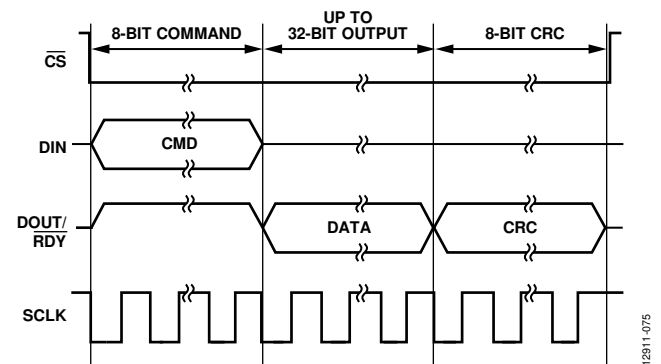 8-BIT COMMAND
UP TO
32-BIT OUTPUT
8-BIT CRC
CS
DIN
CMD
DOUT/
RDY
DATA
CRC
SCLK
12911-075